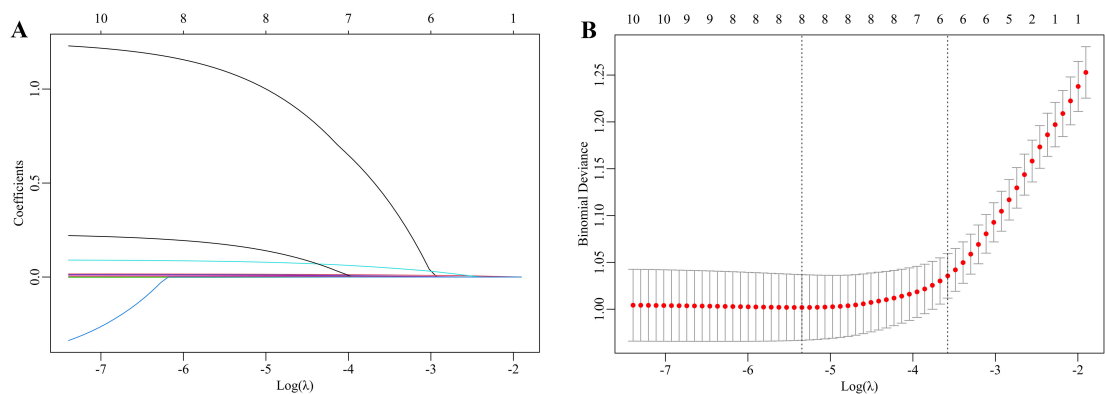 A
10 8 8 7 6 1
Coefficients
1.0
0.5
0.0
-7 -6 -5 -4 -3 -2
Log(λ)
B
10 10 9 9 8 8 8 8 8 8 8 7 6 6 6 5 2 1 1
Binomial Deviance
1.25
1.20
1.15
1.10
1.05
1.00
-7 -6 -5 -4 -3 -2
Log(λ)